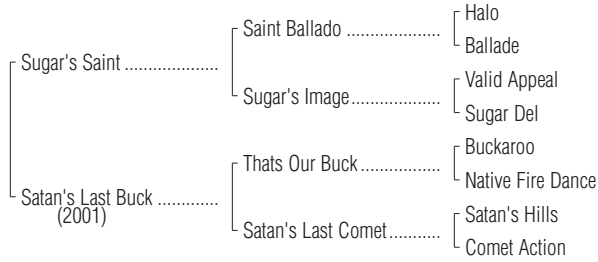 Halo
Saint Ballado ....................
Ballade
Sugar's Saint ....................
Valid Appeal
Sugar's Image...................
Sugar Del
Buckaroo
Thats Our Buck.................
Native Fire Dance
Satan's Last Buck .............
(2001)
Satan's Hills
Satan's Last Comet...........
Comet Action